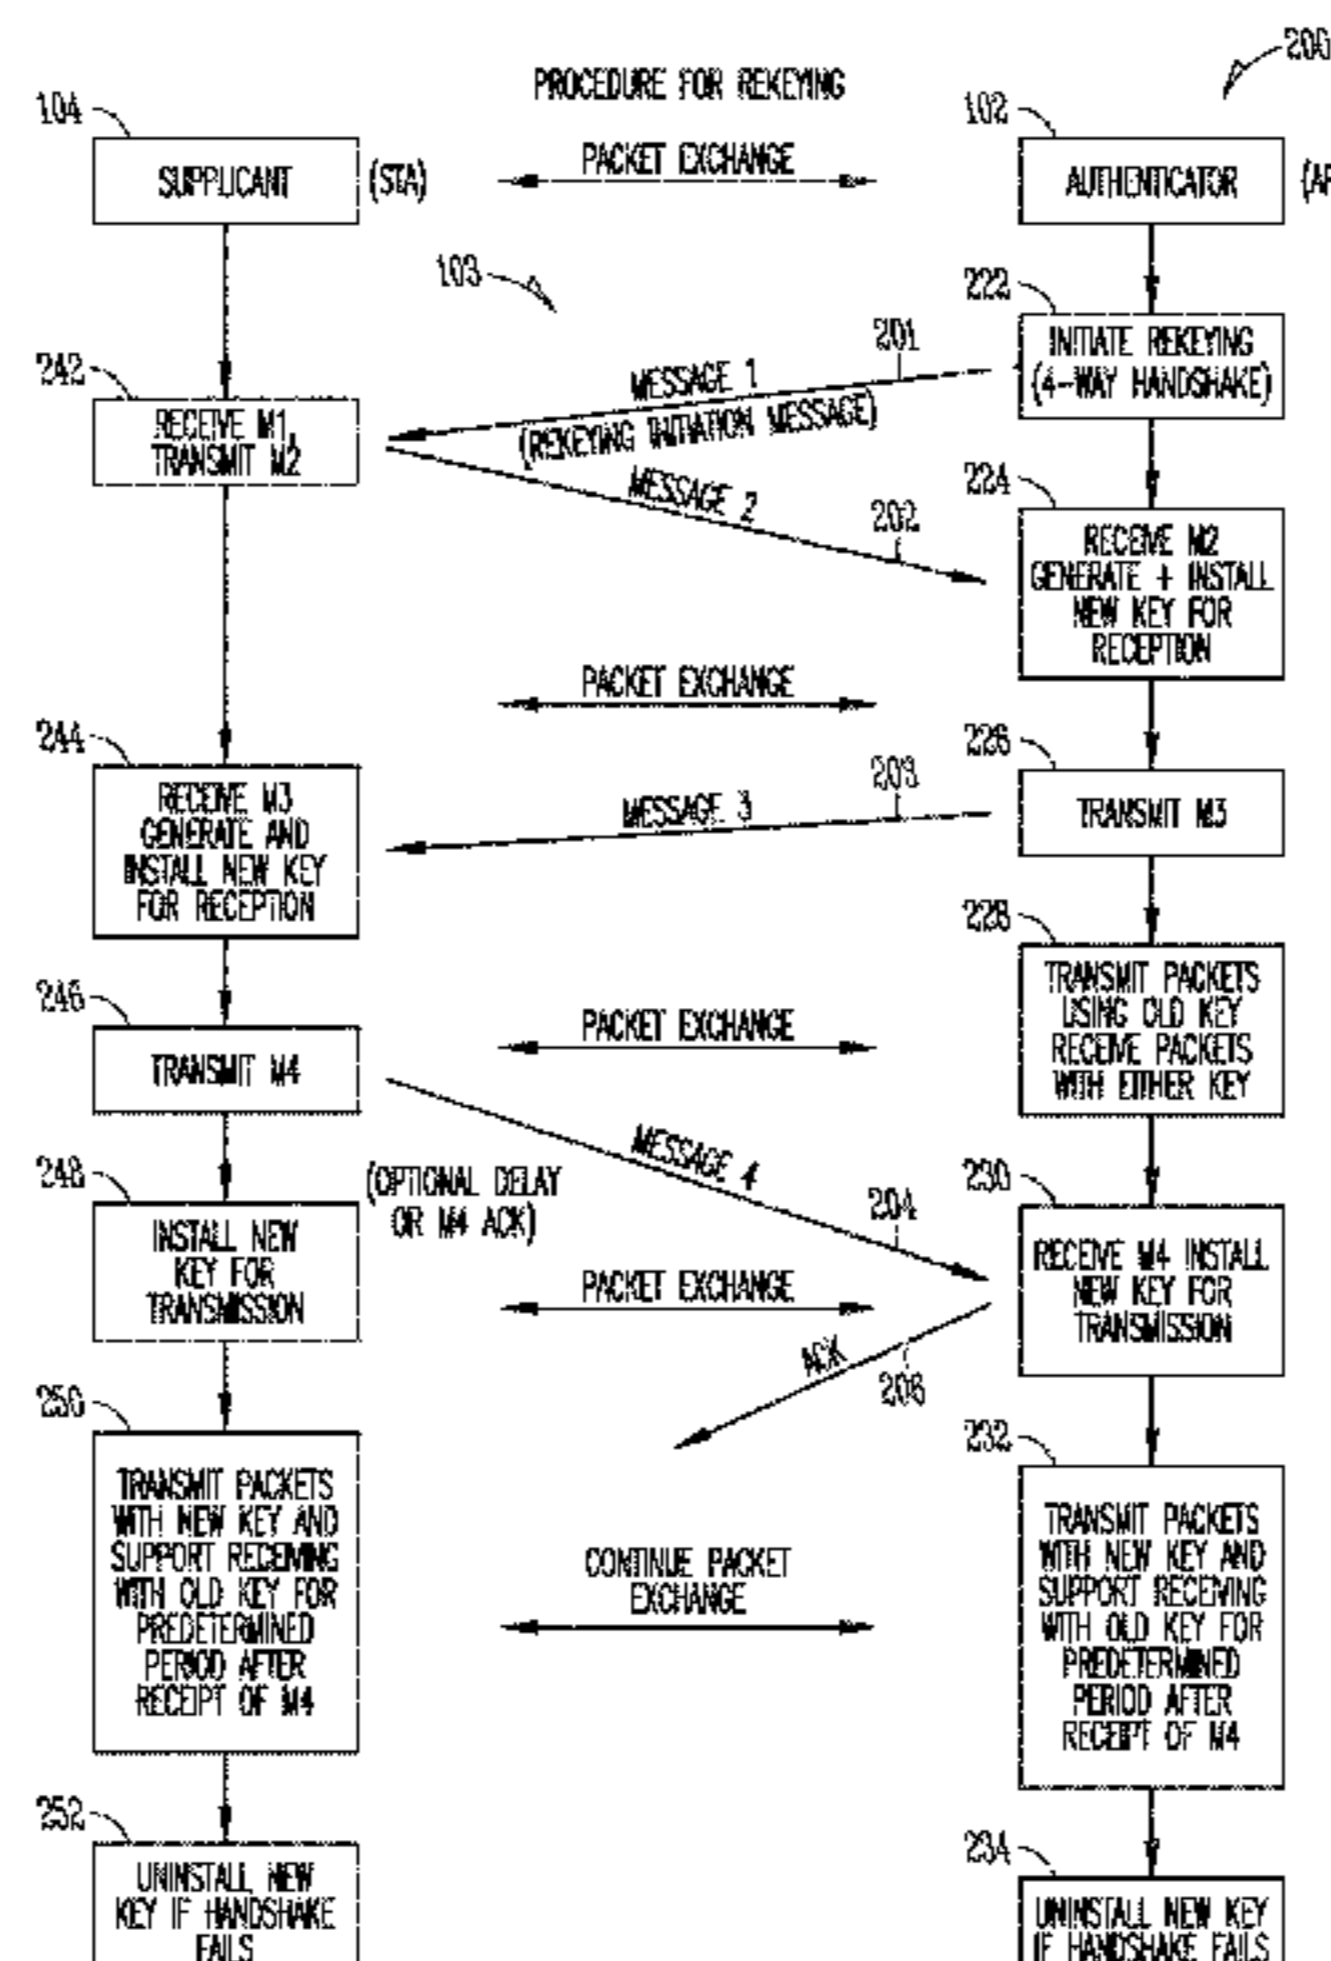 200
PROCEDURE FOR REKEYING
104
102
SUPPLICANT
(STA)
PACKET EXCHANGE
AUTHENTICATOR
103
222
201
INITIATE REKEYING
(4-WAY HANDSHAKE)
242
MESSAGE 1
(REKEYING INITIATION MESSAGE)
RECEIVE M1,
TRANSMIT M2
MESSAGE 2
202
224
RECEIVE M2
GENERATE + INSTALL
NEW KEY FOR
RECEPTION
PACKET EXCHANGE
244
226
203
RECEIVE M3
GENERATE AND
INSTALL NEW KEY
FOR RECEPTION
MESSAGE 3
TRANSMIT M3
228
TRANSMIT PACKETS
USING OLD KEY
RECEIVE PACKETS
WITH EITHER KEY
246
PACKET EXCHANGE
TRANSMIT M4
MESSAGE 4
248
(OPTIONAL DELAY
OR M4 ACK)
204
230
INSTALL NEW
KEY FOR
TRANSMISSION
PACKET EXCHANGE
RECEIVE M4 INSTALL
NEW KEY FOR
TRANSMISSION
ACK
206
250
232
TRANSMIT PACKETS
WITH NEW KEY AND
SUPPORT RECEIVING
WITH OLD KEY FOR
PREDETERMINED
PERIOD AFTER
RECEIPT OF M4
CONTINUE PACKET
EXCHANGE
TRANSMIT PACKETS
WITH NEW KEY AND
SUPPORT RECEIVING
WITH OLD KEY FOR
PREDETERMINED
PERIOD AFTER
RECEIPT OF M4
252
234
UNINSTALL NEW
KEY IF HANDSHAKE
FAILS
UNINSTALL NEW KEY
IF HANDSHAKE FAILS